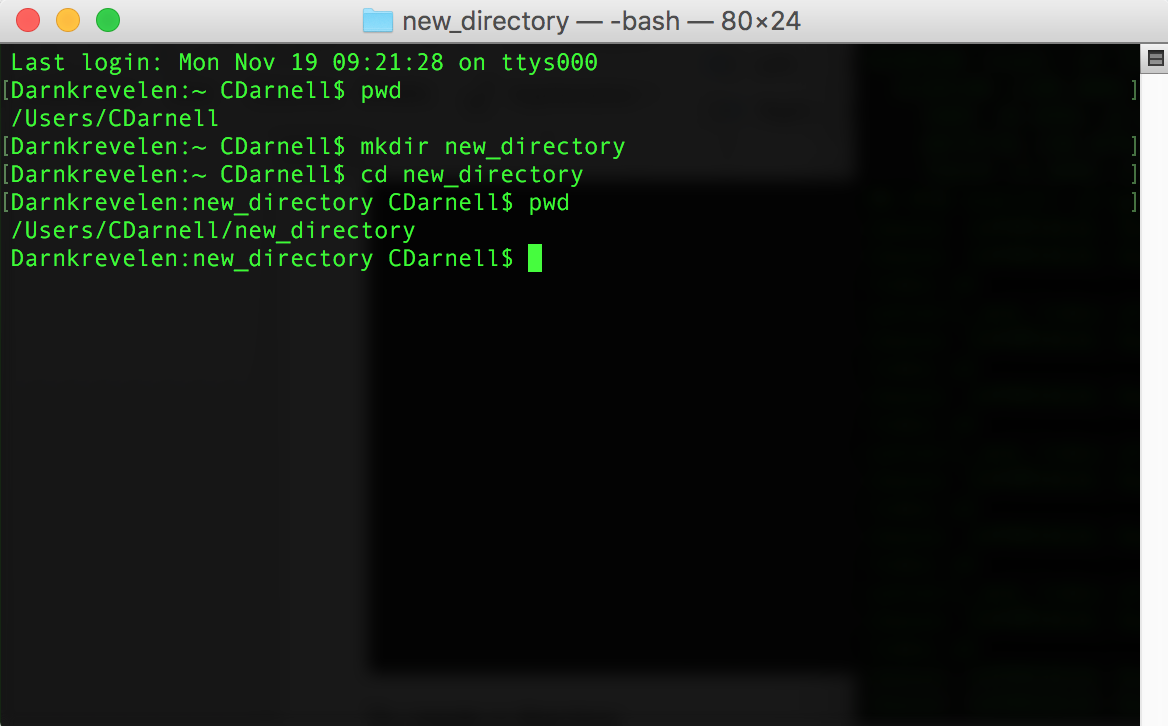 new_directory — -bash — 80×24
Last login: Mon Nov 19 09:21:28 on ttys000
[Darnkrevelen:~ CDarnell$ pwd ]
/Users/CDarnell
[Darnkrevelen:~ CDarnell$ mkdir new_directory ]
[Darnkrevelen:~ CDarnell$ cd new_directory ]
[Darnkrevelen:new_directory CDarnell$ pwd ]
/Users/CDarnell/new_directory
Darnkrevelen:new_directory CDarnell$